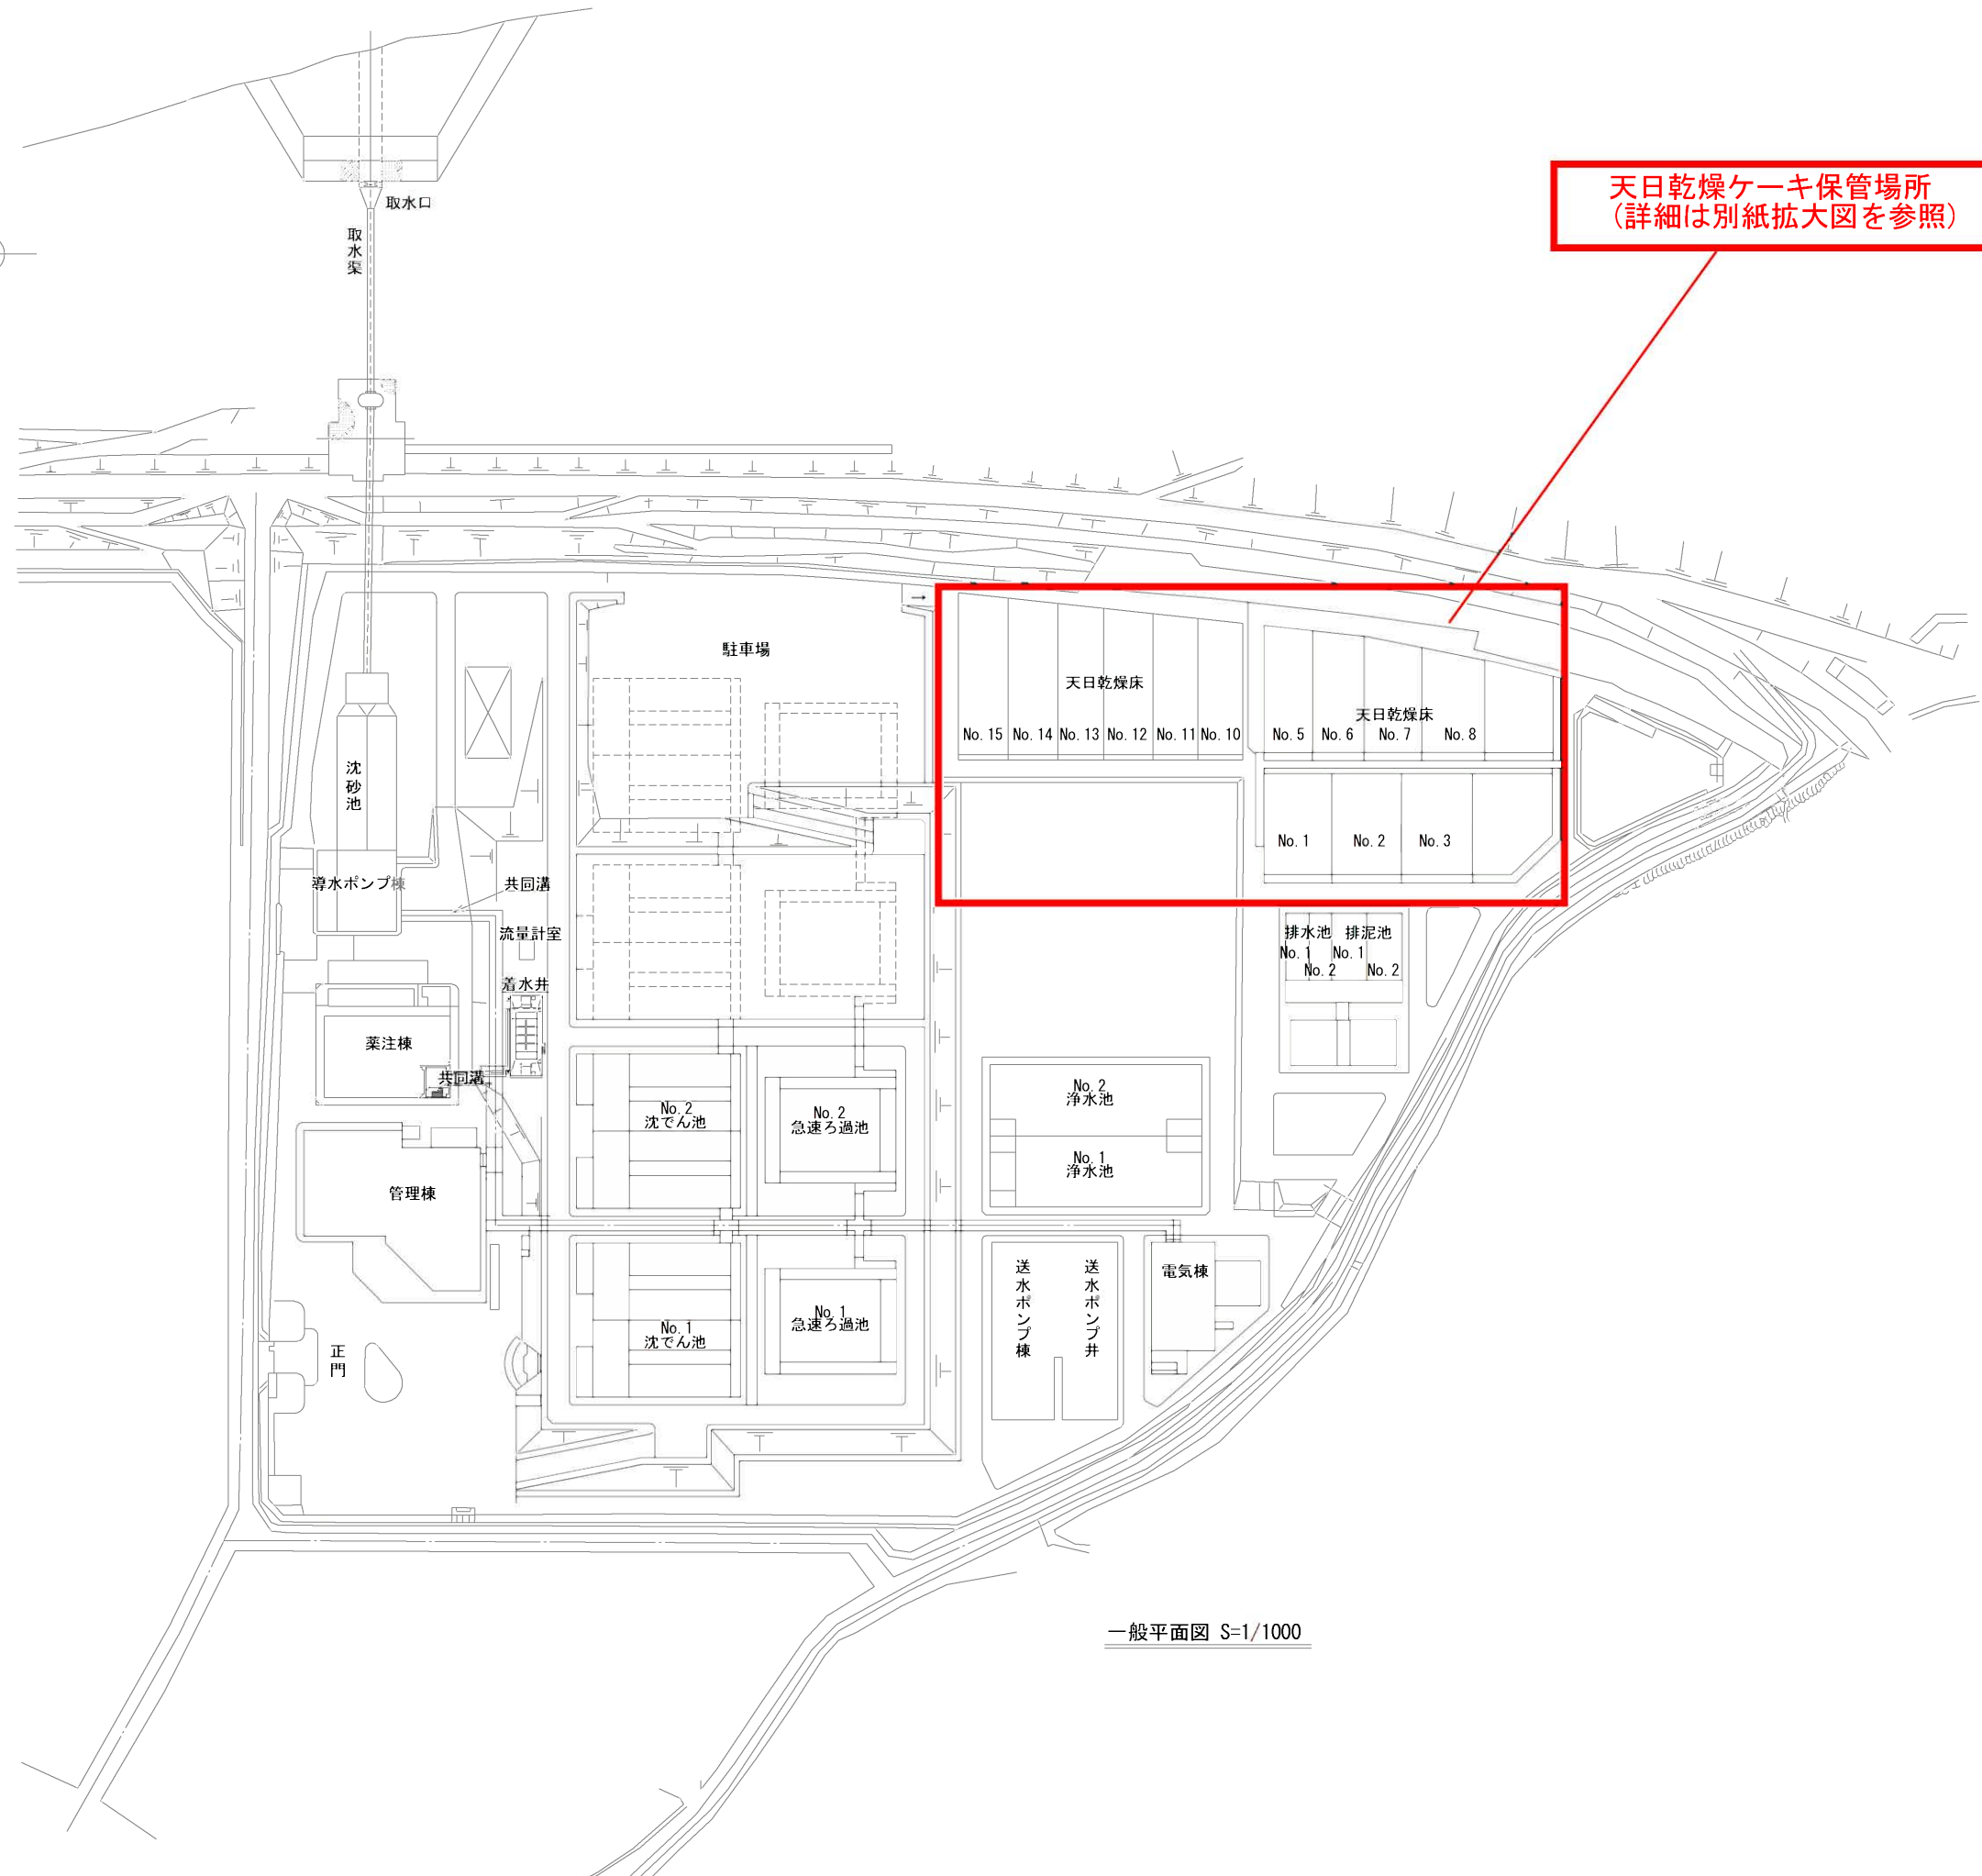 天日乾燥ケーキ保管場所
（詳細は別紙拡大図を参照）
取水口
取水渠
駐車場
天日乾燥床
No. 15 No. 14 No. 13 No. 12 No. 11 No. 10
天日乾燥床
No. 5 No. 6 No. 7 No. 8
沈砂池
No. 1 No. 2 No. 3
導水ポンプ棟
共同溝
流量計室
排水池 排泥池
No. 1 No. 1
No. 2 No. 2
着水井
薬注棟
共同溝
No. 2
沈でん池
No. 2
急速ろ過池
No. 2
浄水池
No. 1
浄水池
管理棟
送水ポンプ棟
送水ポンプ井
電気棟
No. 1
沈でん池
No. 1
急速ろ過池
正門
一般平面図 S=1/1000